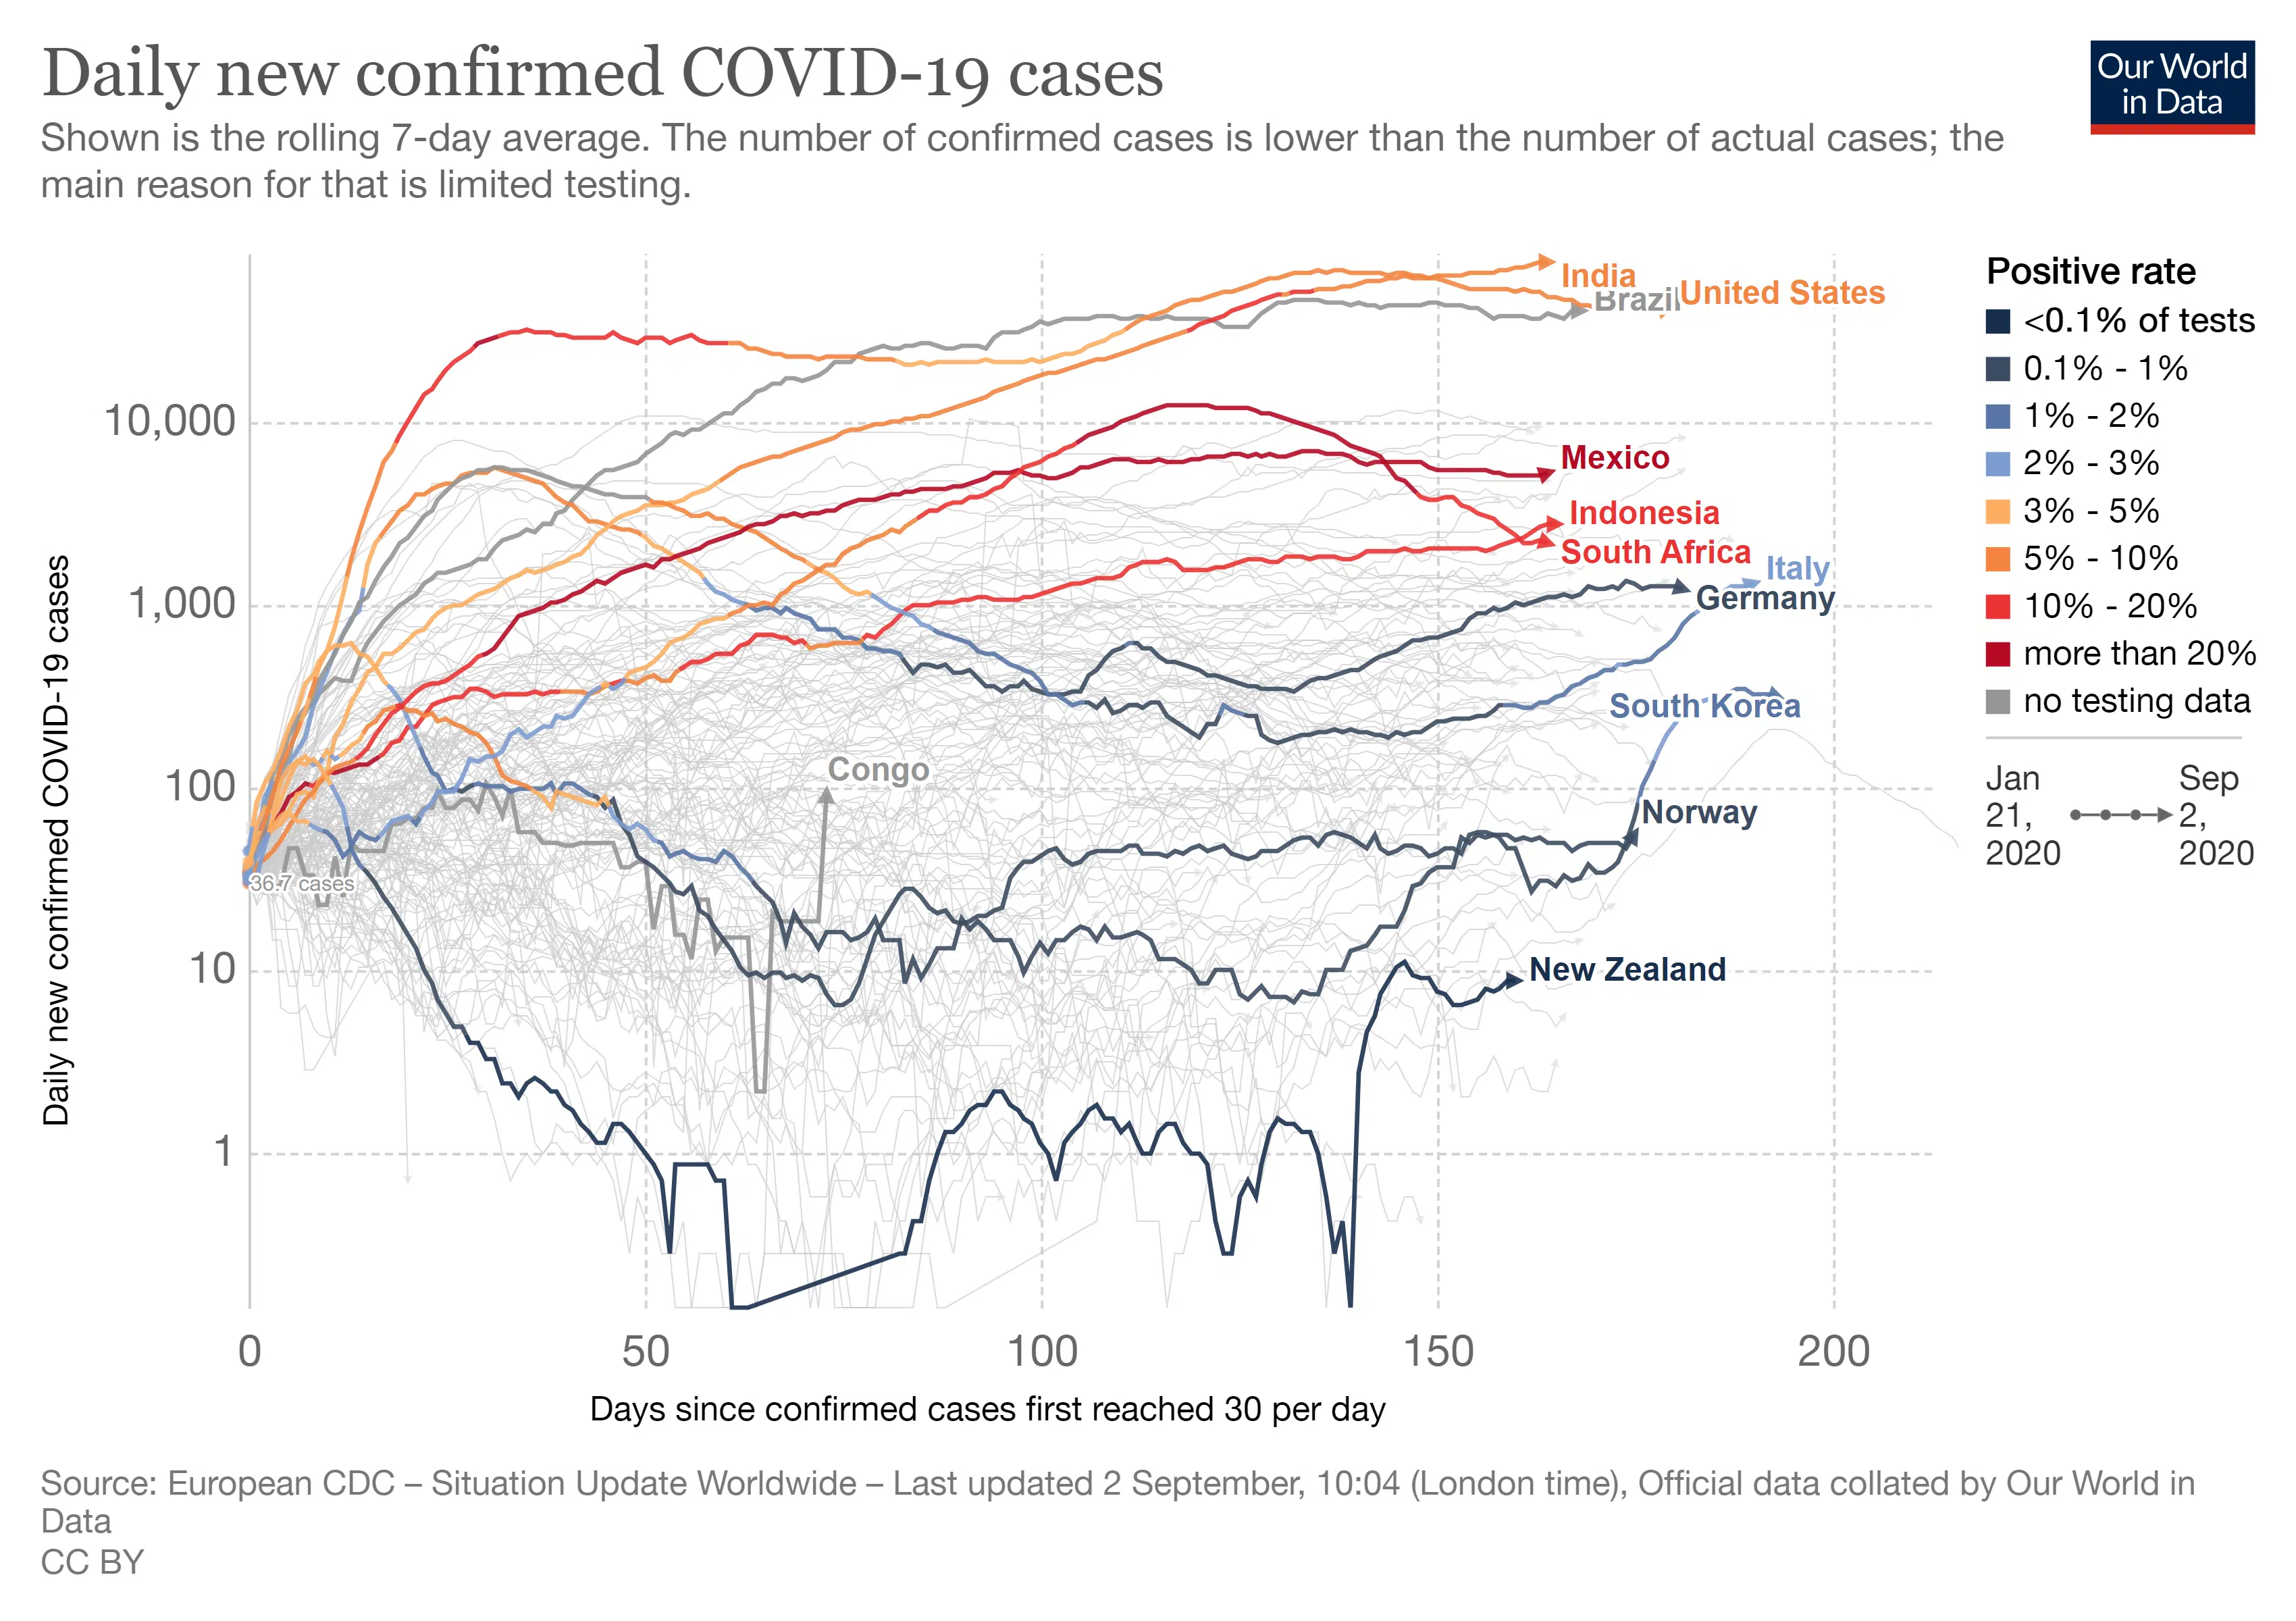 Daily new confirmed COVID-19 cases
Our World
in Data
Shown is the rolling 7-day average. The number of confirmed cases is lower than the number of actual cases; the
main reason for that is limited testing.
Positive rate
<0.1% of tests
0.1% - 1%
1% - 2%
2% - 3%
3% - 5%
5% - 10%
10% - 20%
more than 20%
no testing data
Jan
21,
2020
Sep
2,
2020
Daily new confirmed COVID-19 cases
10,000
1,000
100
10
1
India
Brazil
United States
Mexico
Indonesia
South Africa
Italy
Germany
South Korea
Congo
Norway
36.7 cases
New Zealand
0
50
100
150
200
Days since confirmed cases first reached 30 per day
Source: European CDC – Situation Update Worldwide – Last updated 2 September, 10:04 (London time), Official data collated by Our World in
Data
CC BY